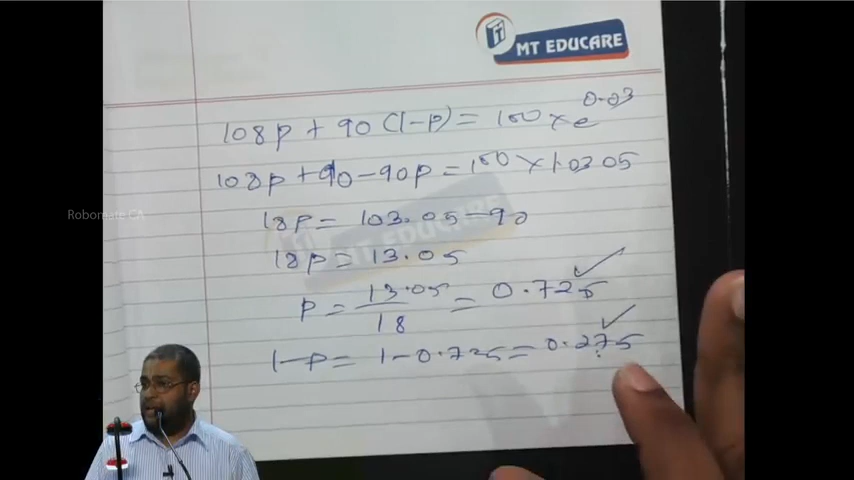 MT EDUCARE
108p + 90 (1-p) = 100 x e^0.03
108p + 90 - 90p = 100 x 1.0305
18p = 103.05 - 90
Robomate CA
18p = 13.05
p = 13.05/18 = 0.725
1-p = 1-0.725 = 0.275